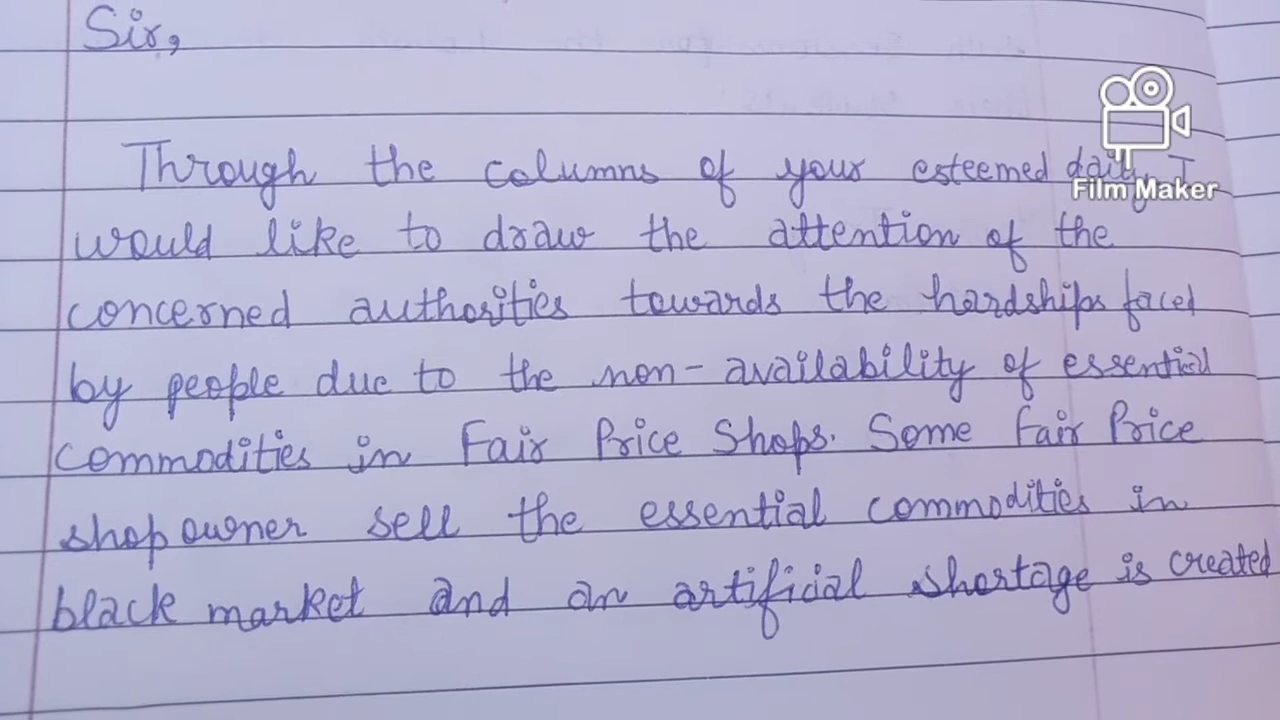 Sir,
Through the columns of your esteemed daily I
Film Maker
would like to draw the attention of the
concerned authorities towards the hardships faced
by people due to the non-availability of essential
commodities in Fair Price Shops. Some Fair Price
shop owner sell the essential commodities in
black market and an artificial shortage is created